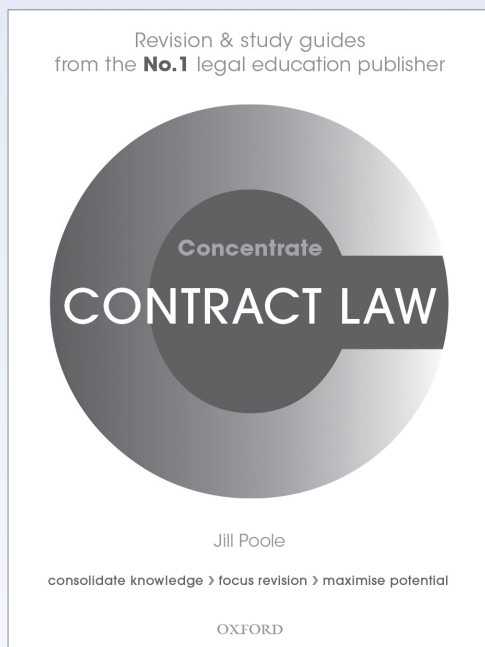 Revision & study guides
from the No.1 legal education publisher
Concentrate
CONTRACT LAW
Jill Poole
consolidate knowledge › focus revision › maximise potential
OXFORD